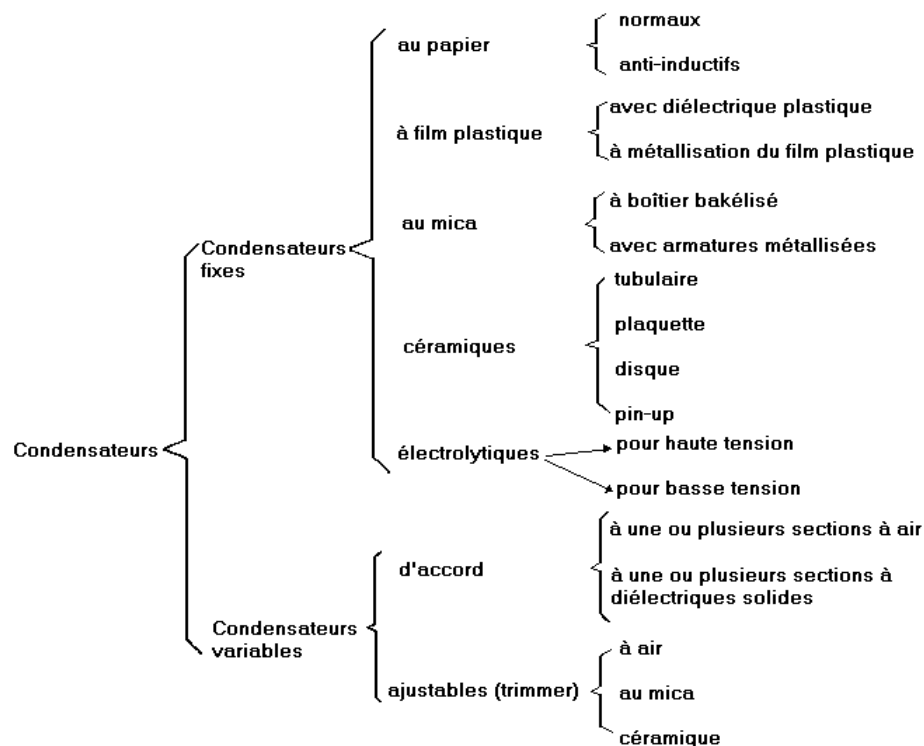 normaux
au papier
anti-inductifs
avec diélectrique plastique
à film plastique
à métallisation du film plastique
à boîtier bakélisé
au mica
avec armatures métallisées
Condensateurs
fixes
tubulaire
plaquette
céramiques
disque
pin-up
Condensateurs
électrolytiques
pour haute tension
pour basse tension
à une ou plusieurs sections à air
d'accord
à une ou plusieurs sections à
diélectriques solides
Condensateurs
variables
à air
ajustables (trimmer)
au mica
céramique